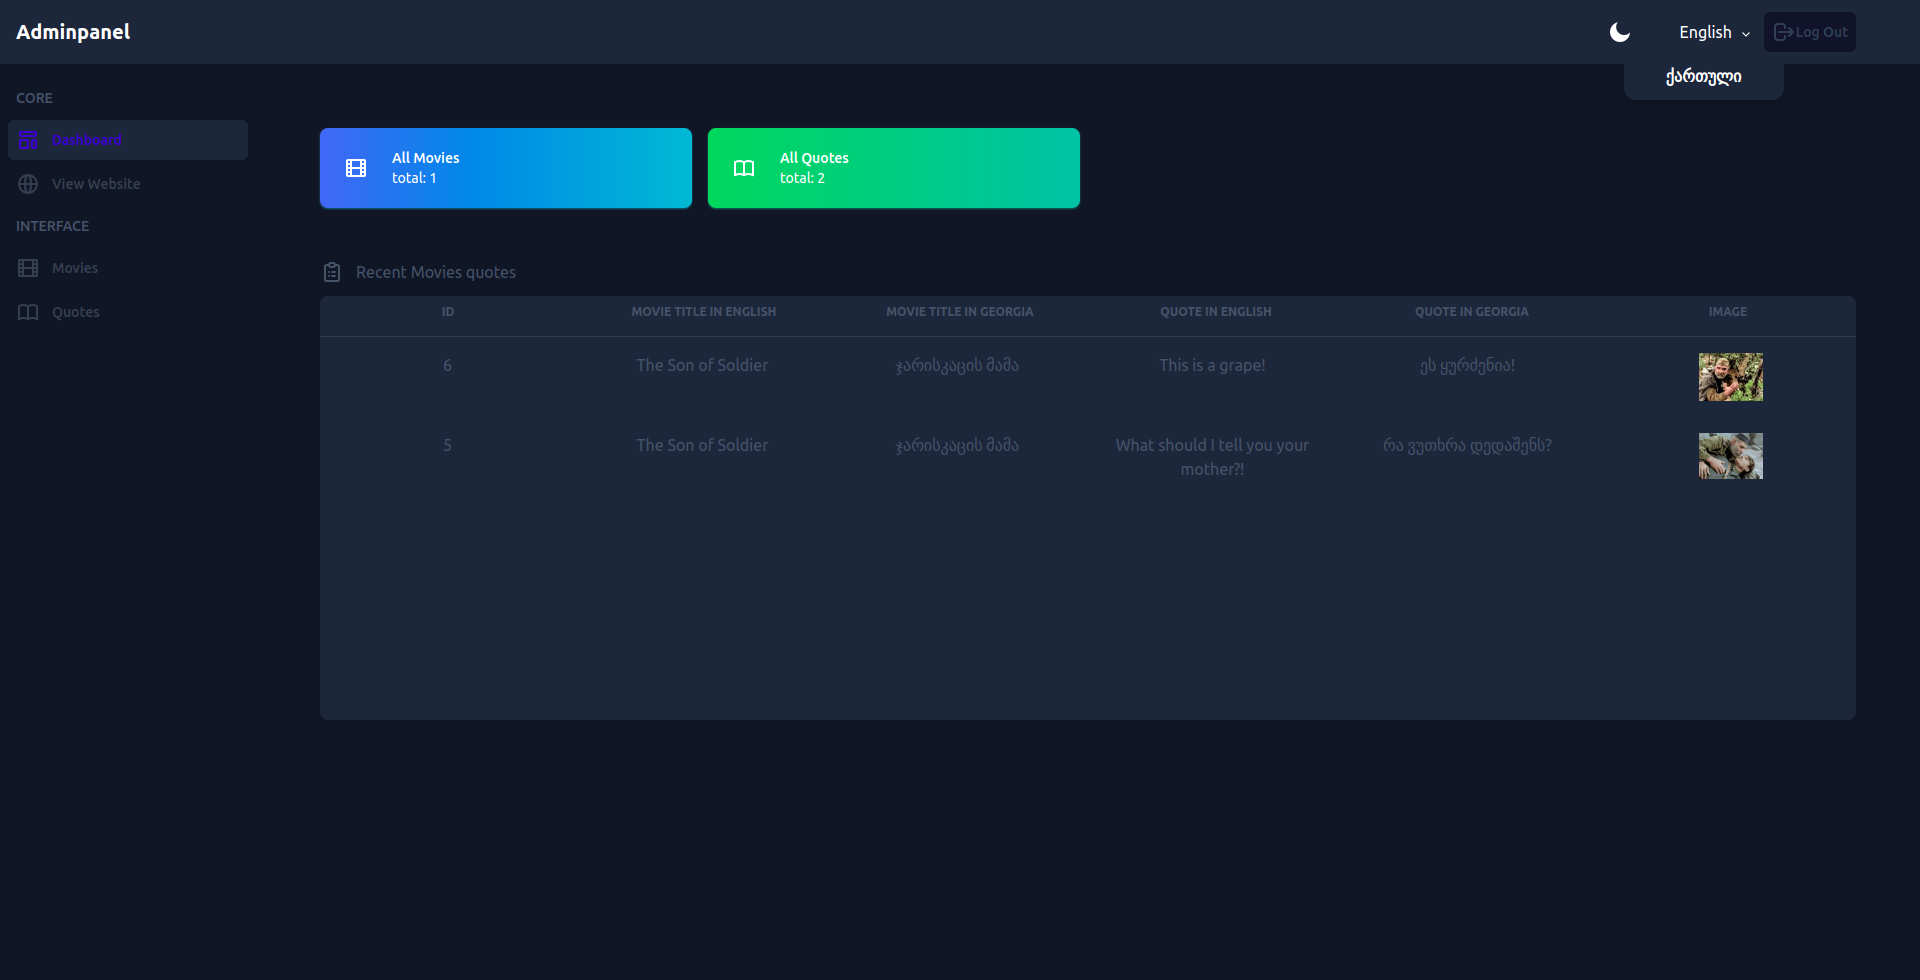 Adminpanel
English
Log Out
ქართული
CORE
Dashboard
View Website
INTERFACE
Movies
Quotes
All Movies
total: 1
All Quotes
total: 2
Recent Movies quotes
ID MOVIE TITLE IN ENGLISH MOVIE TITLE IN GEORGIA QUOTE IN ENGLISH QUOTE IN GEORGIA IMAGE
6 The Son of Soldier ჯარისკაცის მამა This is a grape! ეს ყურძენია!
5 The Son of Soldier ჯარისკაცის მამა What should I tell you your რა ვუთხრა დედაშენს?
mother?!